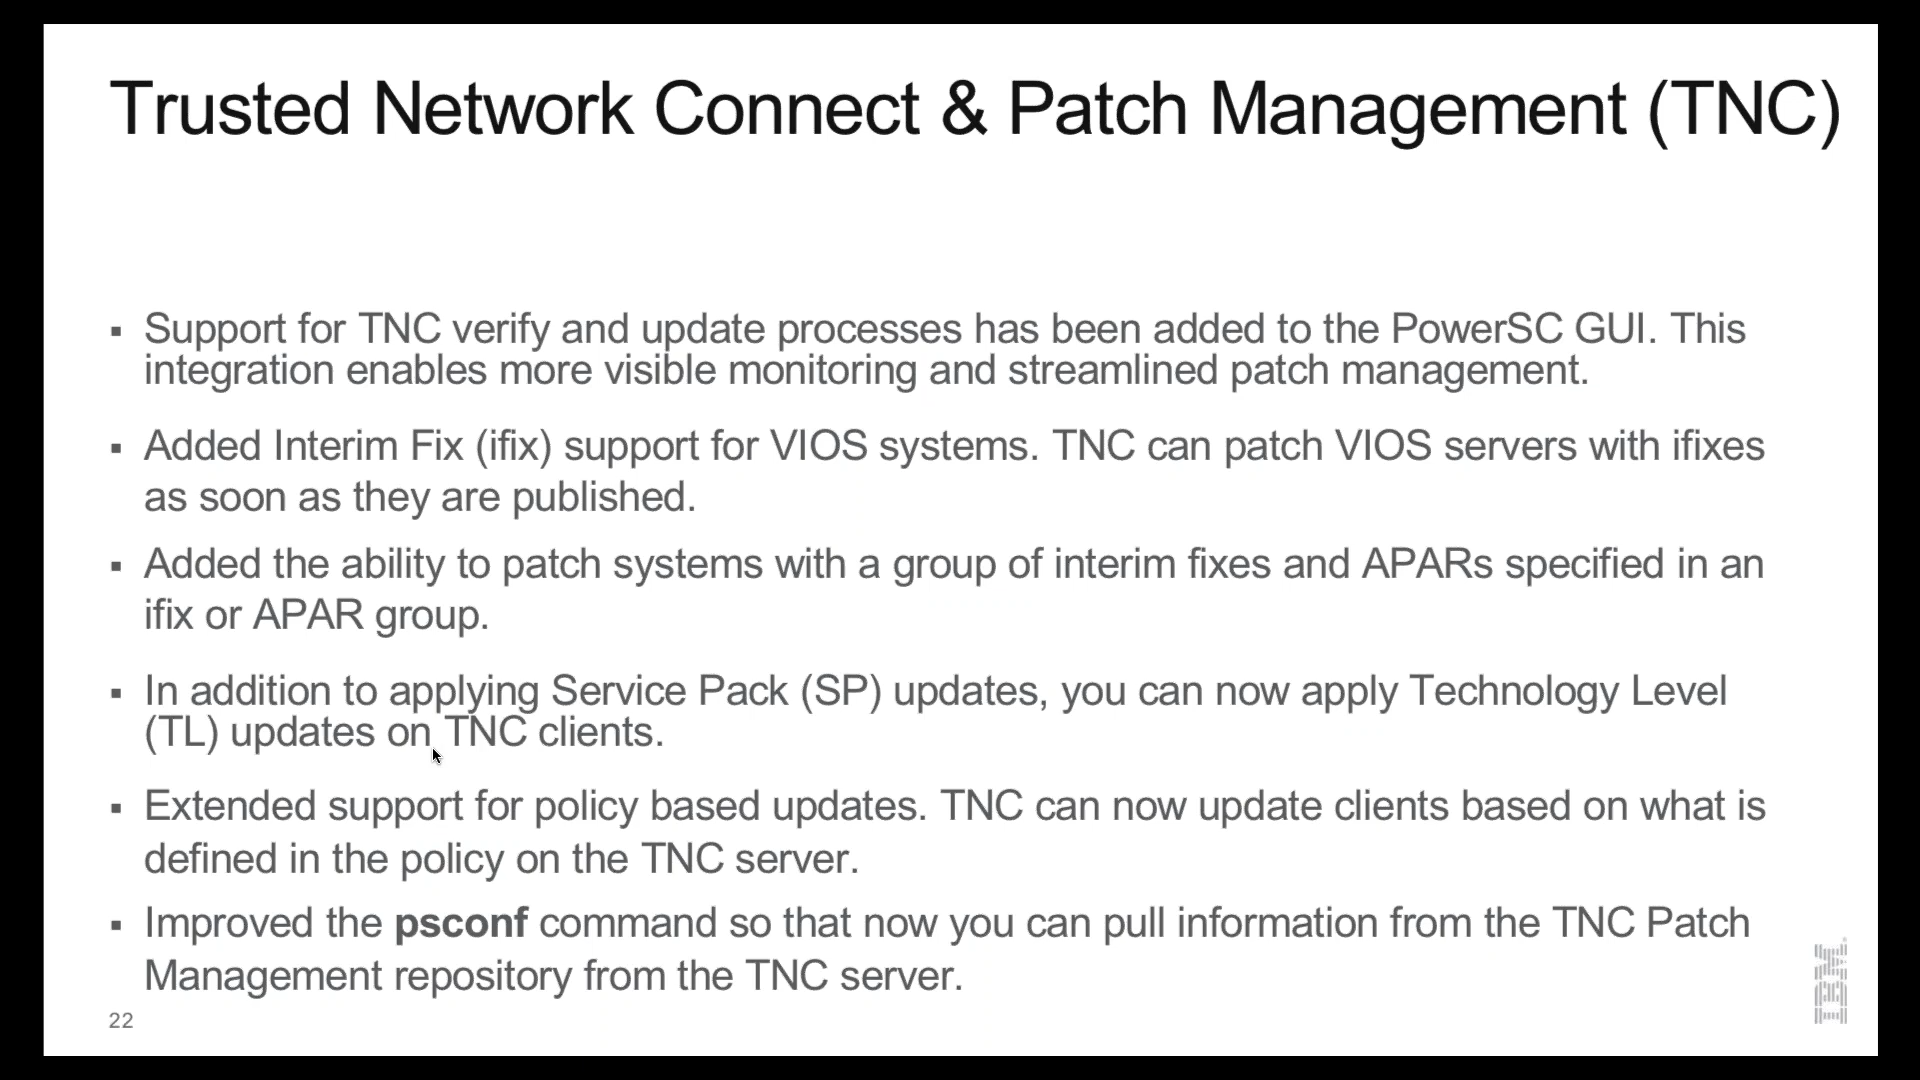 Trusted Network Connect & Patch Management (TNC)
▪ Support for TNC verify and update processes has been added to the PowerSC GUI. This
integration enables more visible monitoring and streamlined patch management.
▪ Added Interim Fix (ifix) support for VIOS systems. TNC can patch VIOS servers with ifixes
as soon as they are published.
▪ Added the ability to patch systems with a group of interim fixes and APARs specified in an
ifix or APAR group.
▪ In addition to applying Service Pack (SP) updates, you can now apply Technology Level
(TL) updates on TNC clients.
▪ Extended support for policy based updates. TNC can now update clients based on what is
defined in the policy on the TNC server.
▪ Improved the psconf command so that now you can pull information from the TNC Patch
Management repository from the TNC server.
22
IBM